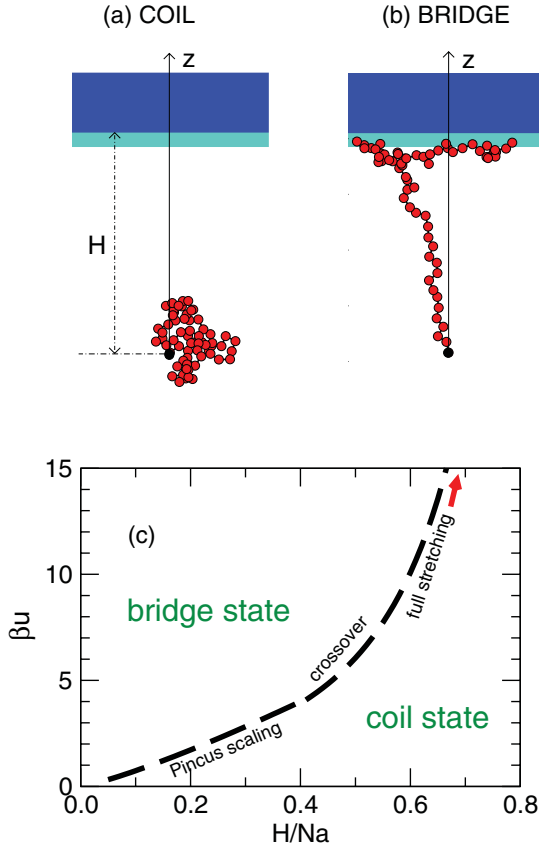 (a) COIL
(b) BRIDGE
z
z
H
15
10
5
0
βu
(c)
bridge state
coil state
Pincus scaling
crossover
full stretching
0.0
0.2
0.4
0.6
0.8
H/Na